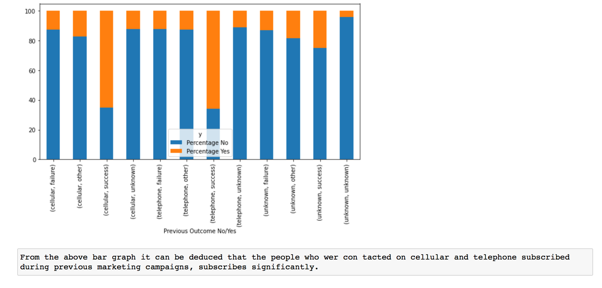 100
80
60
40
20
0
y
Percentage No
Percentage Yes
(cellular, failure)
(cellular, other)
(cellular, success)
(cellular, unknown)
(telephone, failure)
(telephone, other)
(telephone, success)
(telephone, unknown)
(unknown, failure)
(unknown, other)
(unknown, success)
(unknown, unknown)
Previous Outcome No/Yes
From the above bar graph it can be deduced that the people who wer con tacted on cellular and telephone subscribed
during previous marketing campaigns, subscribes significantly.